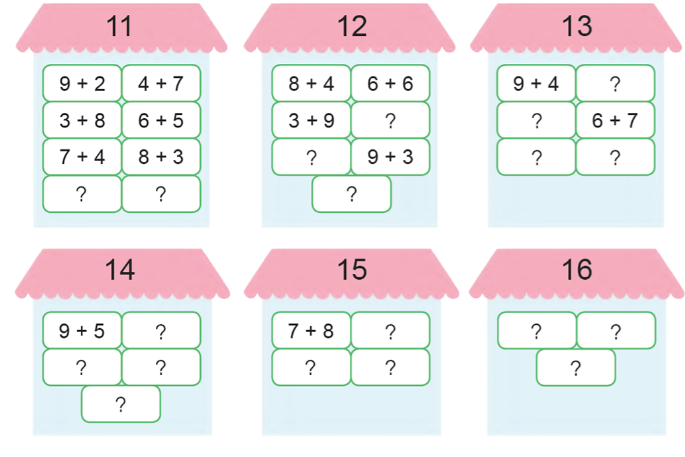 11
9 + 2 4 + 7
3 + 8 6 + 5
7 + 4 8 + 3
? ?
12
8 + 4 6 + 6
3 + 9 ?
? 9 + 3
?
13
9 + 4 ?
? 6 + 7
? ?
14
9 + 5 ?
? ?
?
15
7 + 8 ?
? ?
16
? ?
?